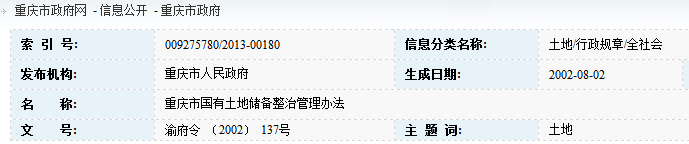 重庆市政府网 - 信息公开 - 重庆市政府
索 引 号: 009275780/2013-00180 信息分类名称: 土地/行政规章/全社会
发布机构: 重庆市人民政府 生成日期: 2002-08-02
名 称: 重庆市国有土地储备整治管理办法
文 号: 渝府令 （2002） 137号 主 题 词: 土地